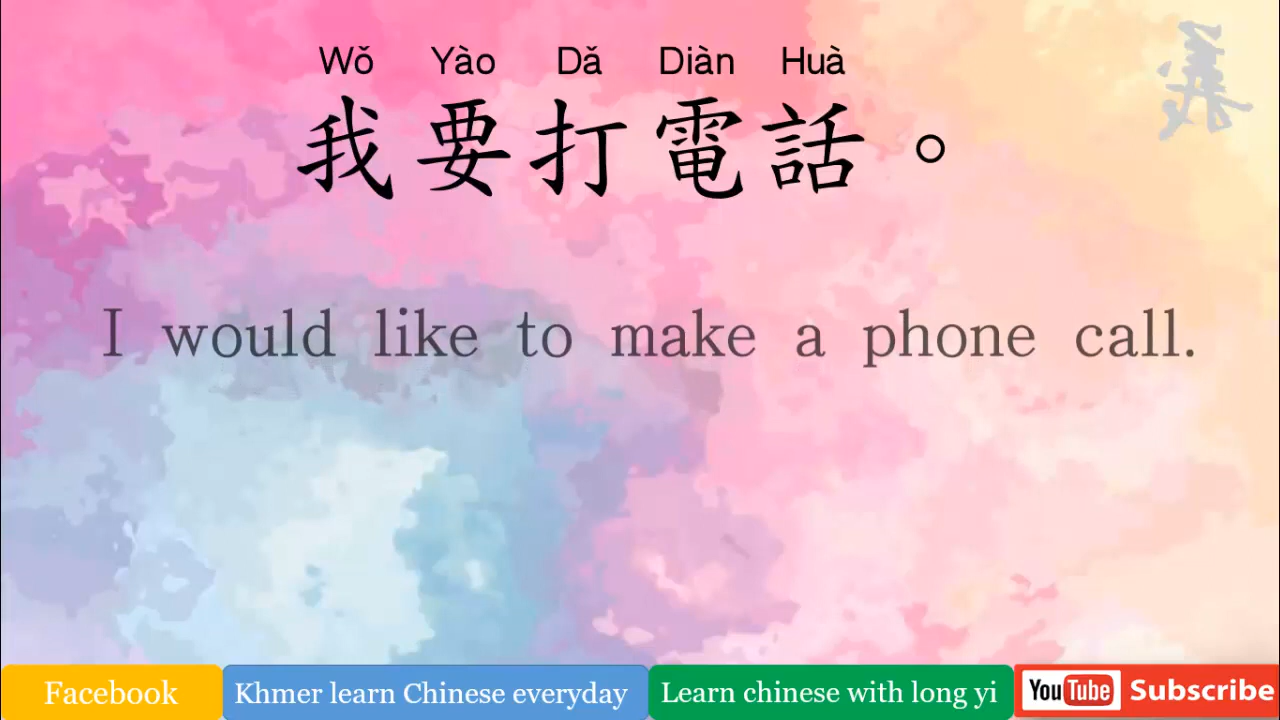 Wǒ Yào Dǎ Diàn Huà
我要打電話。
I would like to make a phone call.
Facebook
Khmer learn Chinese everyday
Learn chinese with long yi
YouTube Subscribe